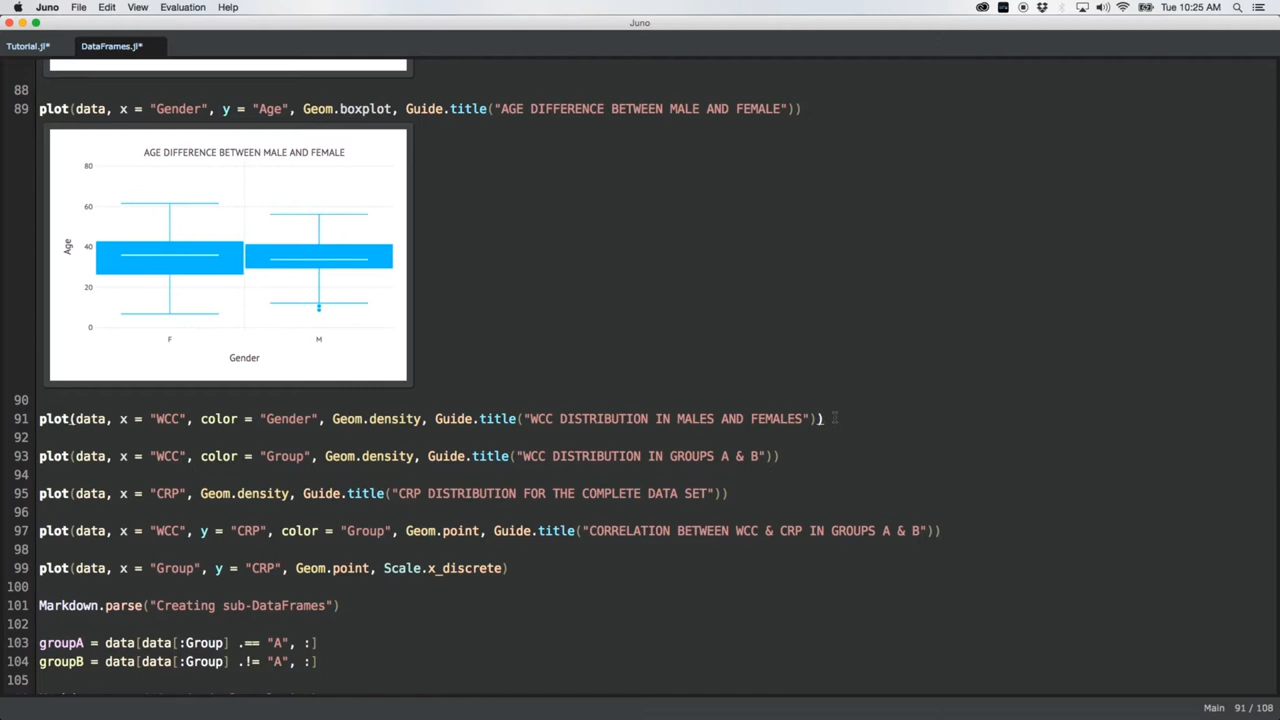 Juno File Edit View Evaluation Help Tue 10:25 AM
Juno
Tutorial.jl* DataFrames.jl*
88
89 plot(data, x = "Gender", y = "Age", Geom.boxplot, Guide.title("AGE DIFFERENCE BETWEEN MALE AND FEMALE"))
AGE DIFFERENCE BETWEEN MALE AND FEMALE
80
60
Age
40
20
0
F M
Gender
90
91 plot(data, x = "WCC", color = "Gender", Geom.density, Guide.title("WCC DISTRIBUTION IN MALES AND FEMALES"))
92
93 plot(data, x = "WCC", color = "Group", Geom.density, Guide.title("WCC DISTRIBUTION IN GROUPS A & B"))
94
95 plot(data, x = "CRP", Geom.density, Guide.title("CRP DISTRIBUTION FOR THE COMPLETE DATA SET"))
96
97 plot(data, x = "WCC", y = "CRP", color = "Group", Geom.point, Guide.title("CORRELATION BETWEEN WCC & CRP IN GROUPS A & B"))
98
99 plot(data, x = "Group", y = "CRP", Geom.point, Scale.x_discrete)
100
101 Markdown.parse("Creating sub-DataFrames")
102
103 groupA = data[data[:Group] .== "A", :]
104 groupB = data[data[:Group] .!= "A", :]
105
Main 91 / 108